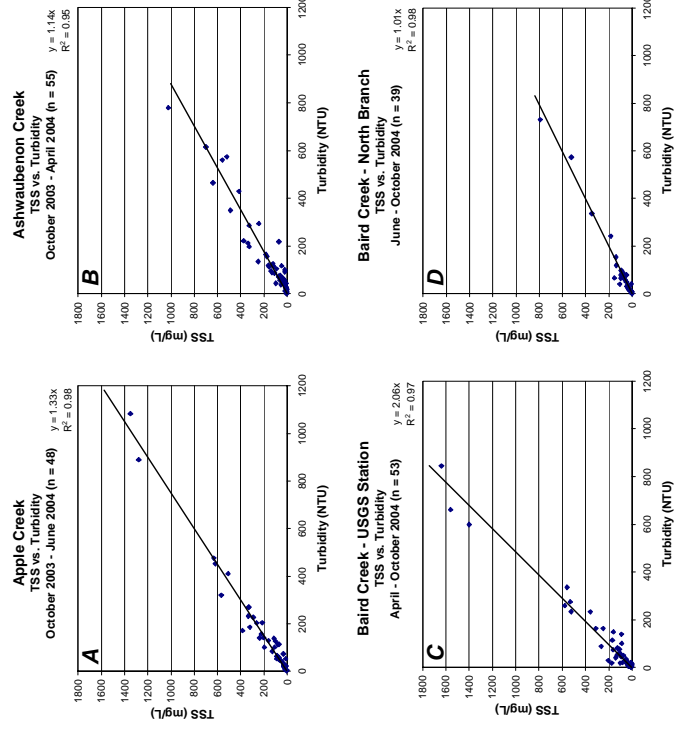 A
Apple Creek
TSS vs. Turbidity
October 2003 - June 2004 (n = 48)
y = 1.33x
R² = 0.98
TSS (mg/L)
1800
1600
1400
1200
1000
800
600
400
200
0
0 200 400 600 800 1000 1200
Turbidity (NTU)
B
Ashwaubenon Creek
TSS vs. Turbidity
October 2003 - April 2004 (n = 55)
y = 1.14x
R² = 0.95
TSS (mg/L)
1800
1600
1400
1200
1000
800
600
400
200
0
0 200 400 600 800 1000 1200
Turbidity (NTU)
C
Baird Creek - USGS Station
TSS vs. Turbidity
April - October 2004 (n = 53)
y = 2.06x
R² = 0.97
TSS (mg/L)
1800
1600
1400
1200
1000
800
600
400
200
0
0 200 400 600 800 1000 1200
Turbidity (NTU)
D
Baird Creek - North Branch
TSS vs. Turbidity
June - October 2004 (n = 39)
y = 1.01x
R² = 0.98
TSS (mg/L)
1800
1600
1400
1200
1000
800
600
400
200
0
0 200 400 600 800 1000 1200
Turbidity (NTU)